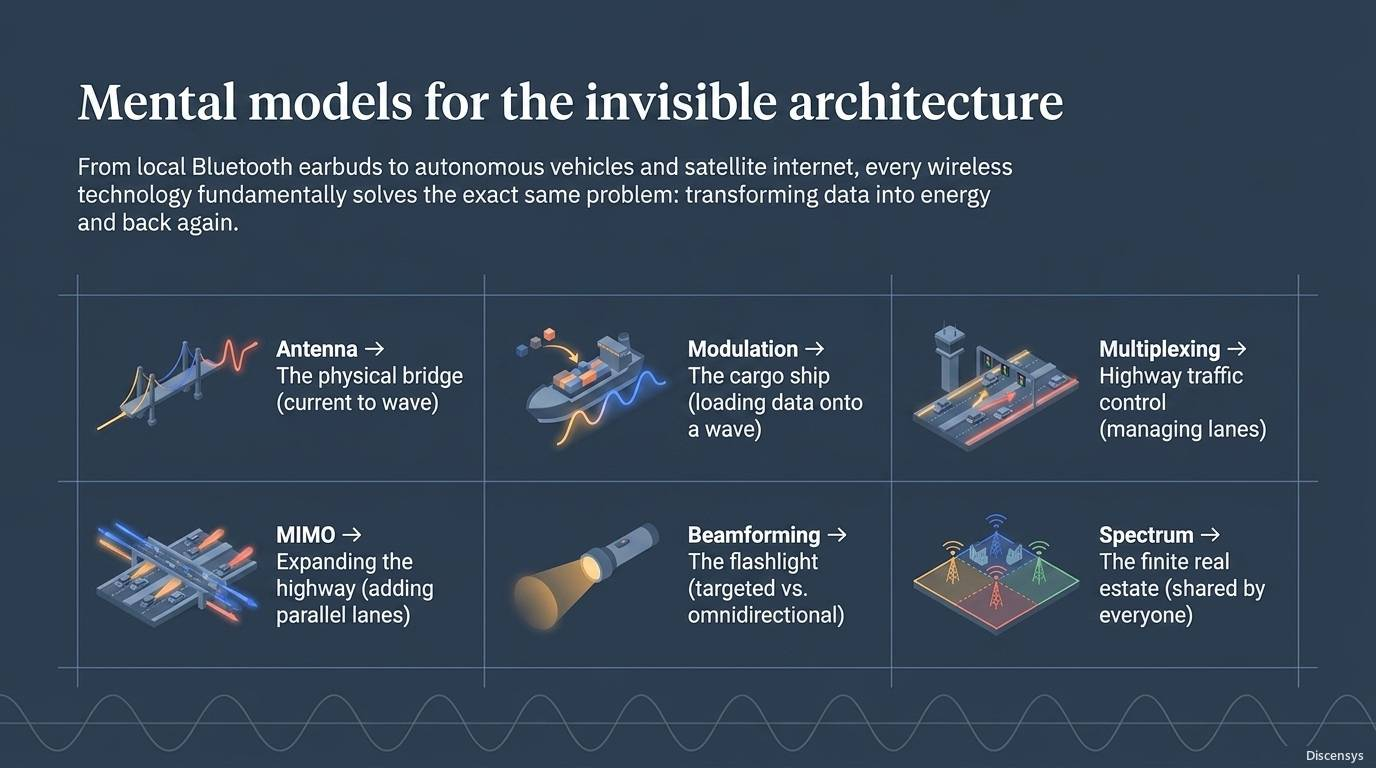 Mental models for the invisible architecture
From local Bluetooth earbuds to autonomous vehicles and satellite internet, every wireless
technology fundamentally solves the exact same problem: transforming data into energy
and back again.
Antenna →
The physical bridge
(current to wave)
Modulation →
The cargo ship
(loading data onto
a wave)
Multiplexing →
Highway traffic
control
(managing lanes)
MIMO →
Expanding the
highway (adding
parallel lanes)
Beamforming →
The flashlight
(targeted vs.
omnidirectional)
Spectrum →
The finite real
estate (shared by
everyone)
Discensys